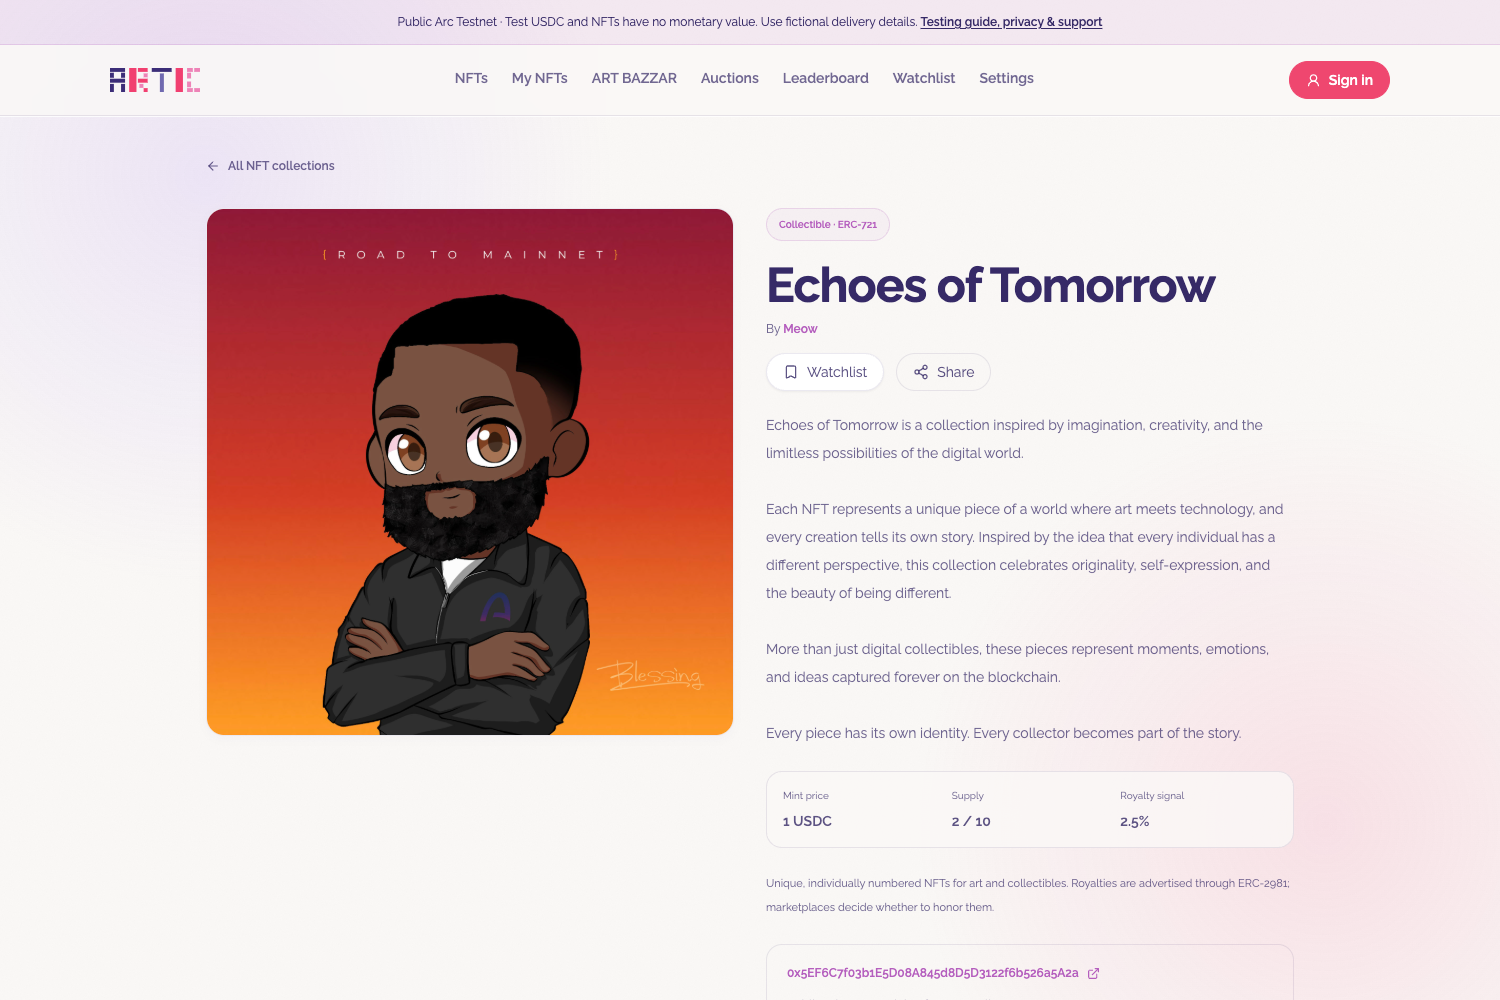 Public Arc Testnet · Test USDC and NFTs have no monetary value. Use fictional delivery details. Testing guide, privacy & support
ARTIC
NFTs
My NFTs
ART BAZZAR
Auctions
Leaderboard
Watchlist
Settings
Sign in
All NFT collections
{ROAD TO MAINNET}
Blessing
Collectible · ERC-721
Echoes of Tomorrow
By Meow
Watchlist
Share
Echoes of Tomorrow is a collection inspired by imagination, creativity, and the
limitless possibilities of the digital world.
Each NFT represents a unique piece of a world where art meets technology, and
every creation tells its own story. Inspired by the idea that every individual has a
different perspective, this collection celebrates originality, self-expression, and
the beauty of being different.
More than just digital collectibles, these pieces represent moments, emotions,
and ideas captured forever on the blockchain.
Every piece has its own identity. Every collector becomes part of the story.
Mint price
Supply
Royalty signal
1 USDC
2 / 10
2.5%
Unique, individually numbered NFTs for art and collectibles. Royalties are advertised through ERC-2981;
marketplaces decide whether to honor them.
0x5EF6C7f03b1E5D08A845d8D5D3122f6b526a5A2a